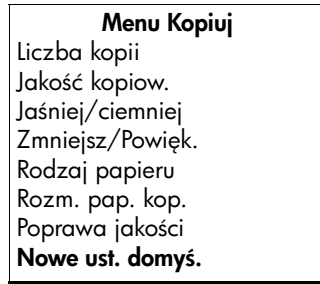 Menu Kopiuj
Liczba kopii
Jakość kopiow.
Jaśniej/ciemniej
Zmniejsz/Powięk.
Rodzaj papieru
Rozm. pap. kop.
Poprawa jakości
Nowe ust. domyś.